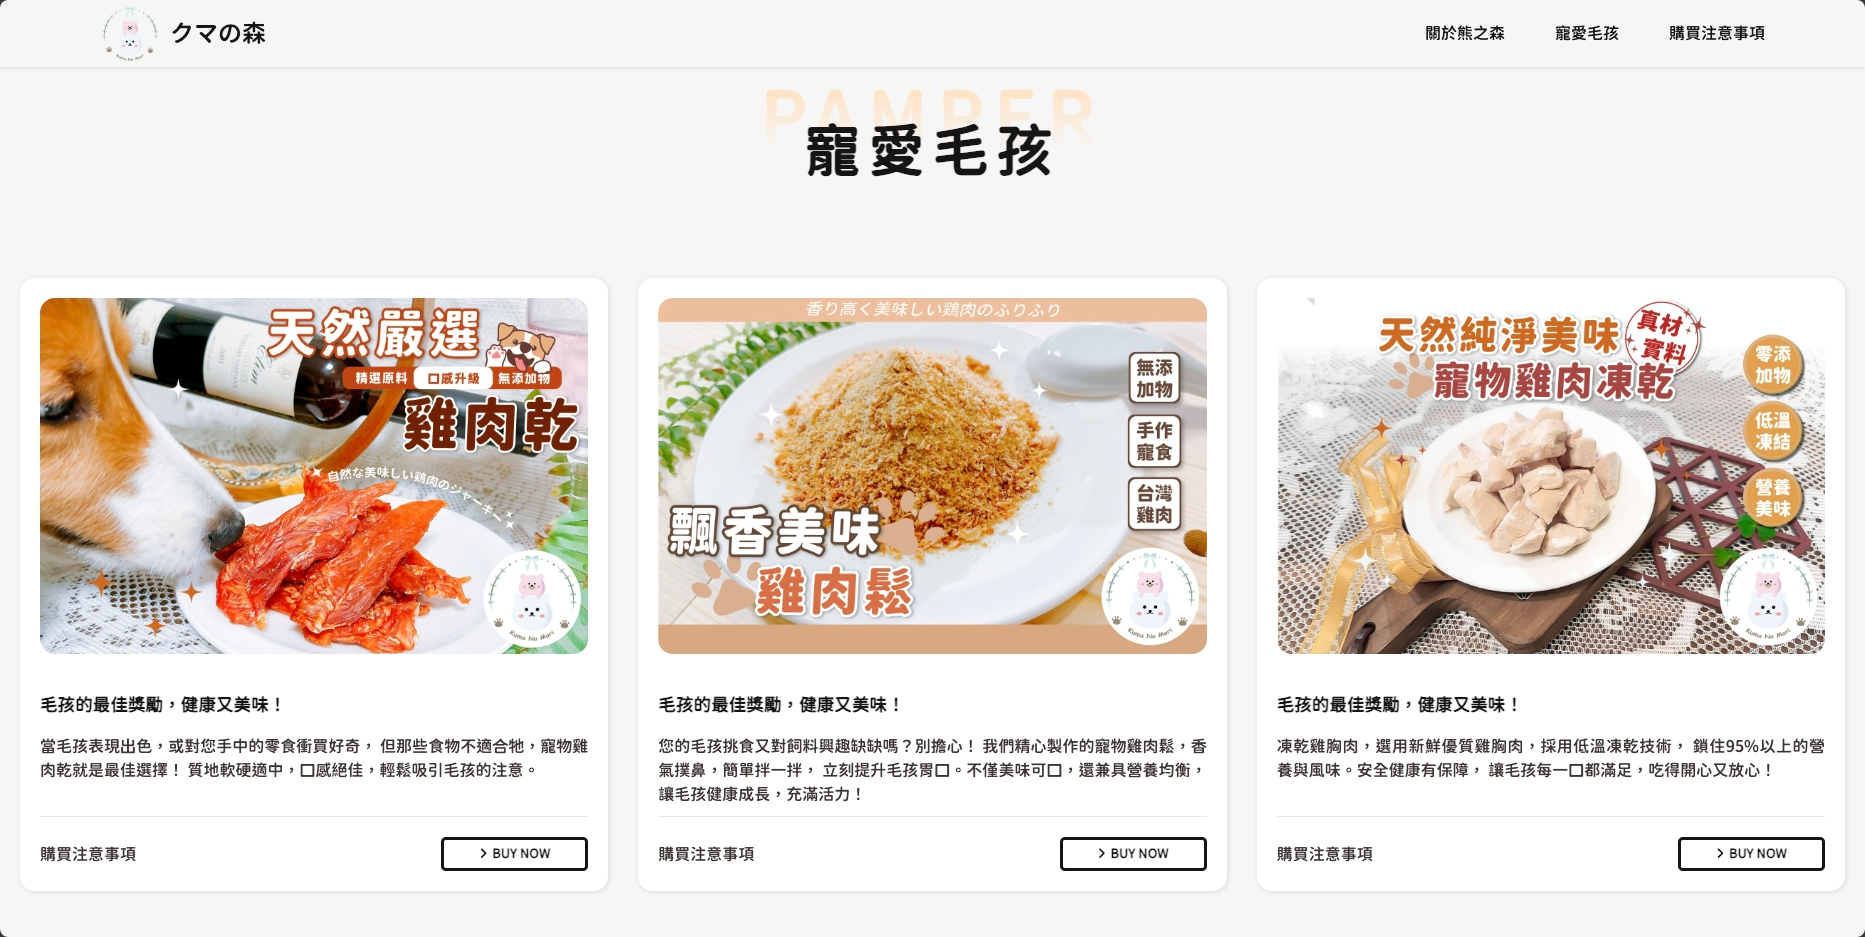 クマの森
關於熊之森
寵愛毛孩
購買注意事項
PAMPER
寵愛毛孩
天然嚴選
精選原料 口感升級 無添加物
雞肉乾
自然な美味しい鶏肉のジャーキー
Kuma No Mori
毛孩的最佳獎勵，健康又美味！
當毛孩表現出色，或對您手中的零食衝買好奇， 但那些食物不適合牠，寵物雞
肉乾就是最佳選擇！ 質地軟硬適中，口感絕佳，輕鬆吸引毛孩的注意。
購買注意事項
BUY NOW
香り高く美味しい鶏肉のふりふり
無添
加物
手作
寵食
台灣
雞肉
飄香美味
雞肉鬆
Kuma No Mori
毛孩的最佳獎勵，健康又美味！
您的毛孩挑食又對飼料興趣缺缺嗎？別擔心！ 我們精心製作的寵物雞肉鬆，香
氣撲鼻，簡單拌一拌， 立刻提升毛孩胃口。不僅美味可口，還兼具營養均衡，
讓毛孩健康成長，充滿活力！
購買注意事項
BUY NOW
天然純淨美味
真材
實料
寵物雞肉凍乾
零添
加物
低溫
凍結
營養
美味
Kuma No Mori
毛孩的最佳獎勵，健康又美味！
凍乾雞胸肉，選用新鮮優質雞胸肉，採用低溫凍乾技術， 鎖住95%以上的營
養與風味。安全健康有保障， 讓毛孩每一口都滿足，吃得開心又放心！
購買注意事項
BUY NOW